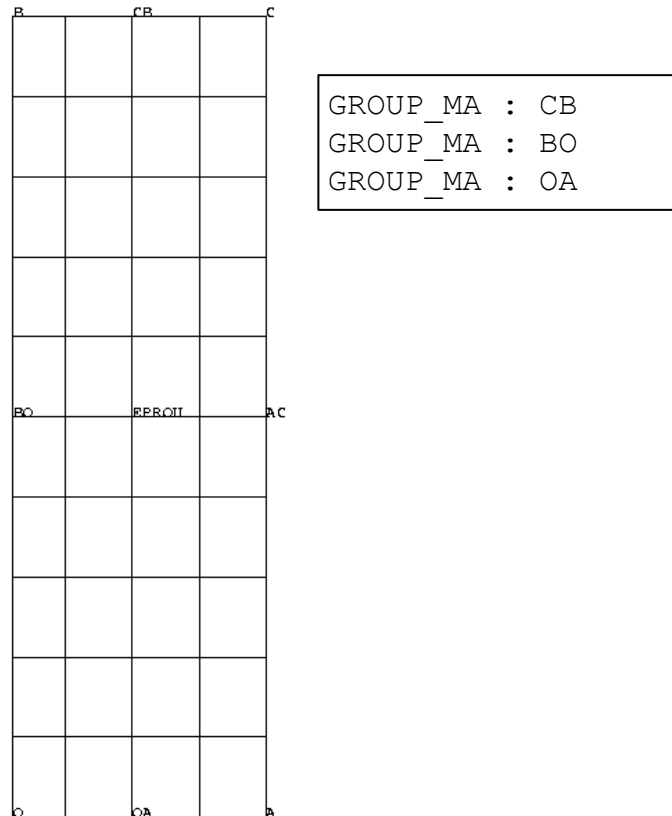 B CB C
GROUP_MA : CB
GROUP_MA : BO
GROUP_MA : OA
BO EPROU AC
O OA A